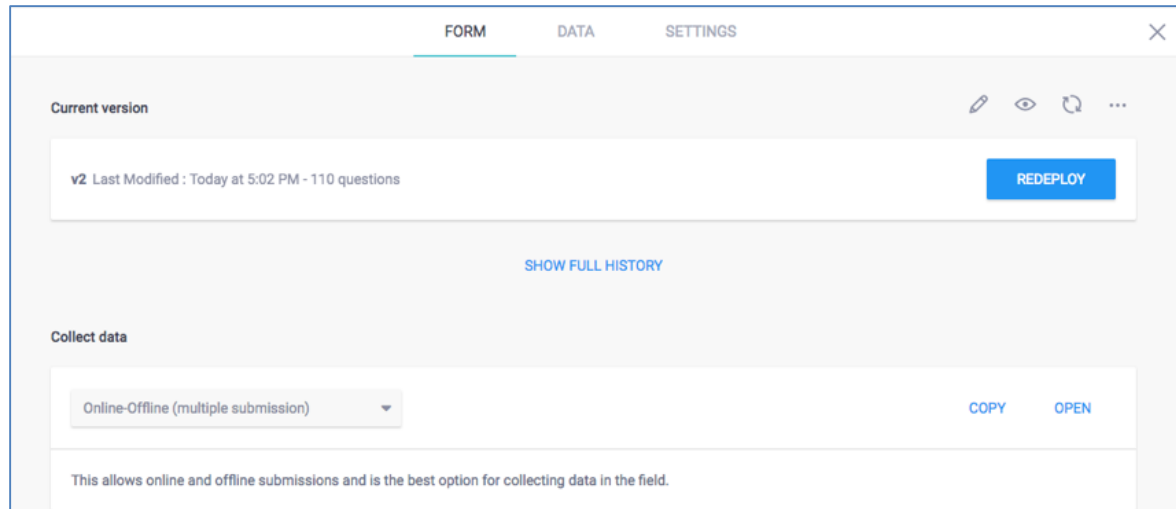 FORM DATA SETTINGS
Current version
v2 Last Modified : Today at 5:02 PM - 110 questions
REDEPLOY
SHOW FULL HISTORY
Collect data
Online-Offline (multiple submission)
COPY OPEN
This allows online and offline submissions and is the best option for collecting data in the field.